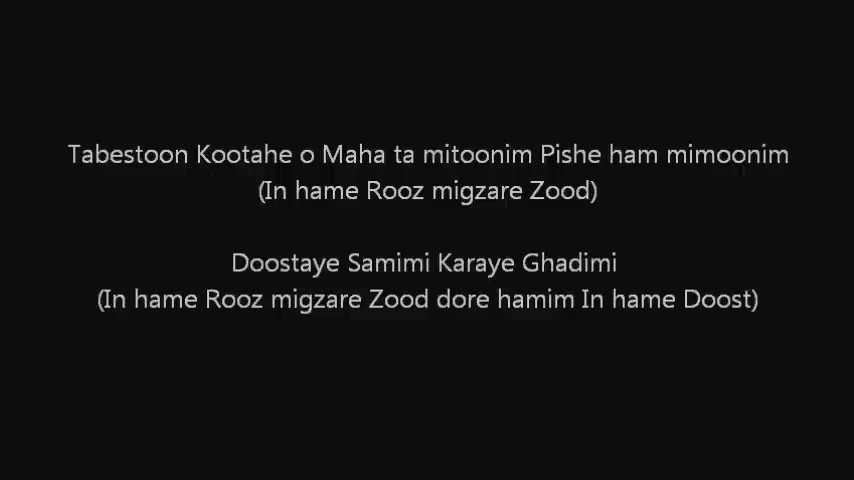 Tabestoon Kootahe o Maha ta mitoonim Pishe ham mimoonim
(In hame Rooz migzare Zood)
Doostaye Samimi Karaye Ghadimi
(In hame Rooz migzare Zood dore hamim In hame Doost)